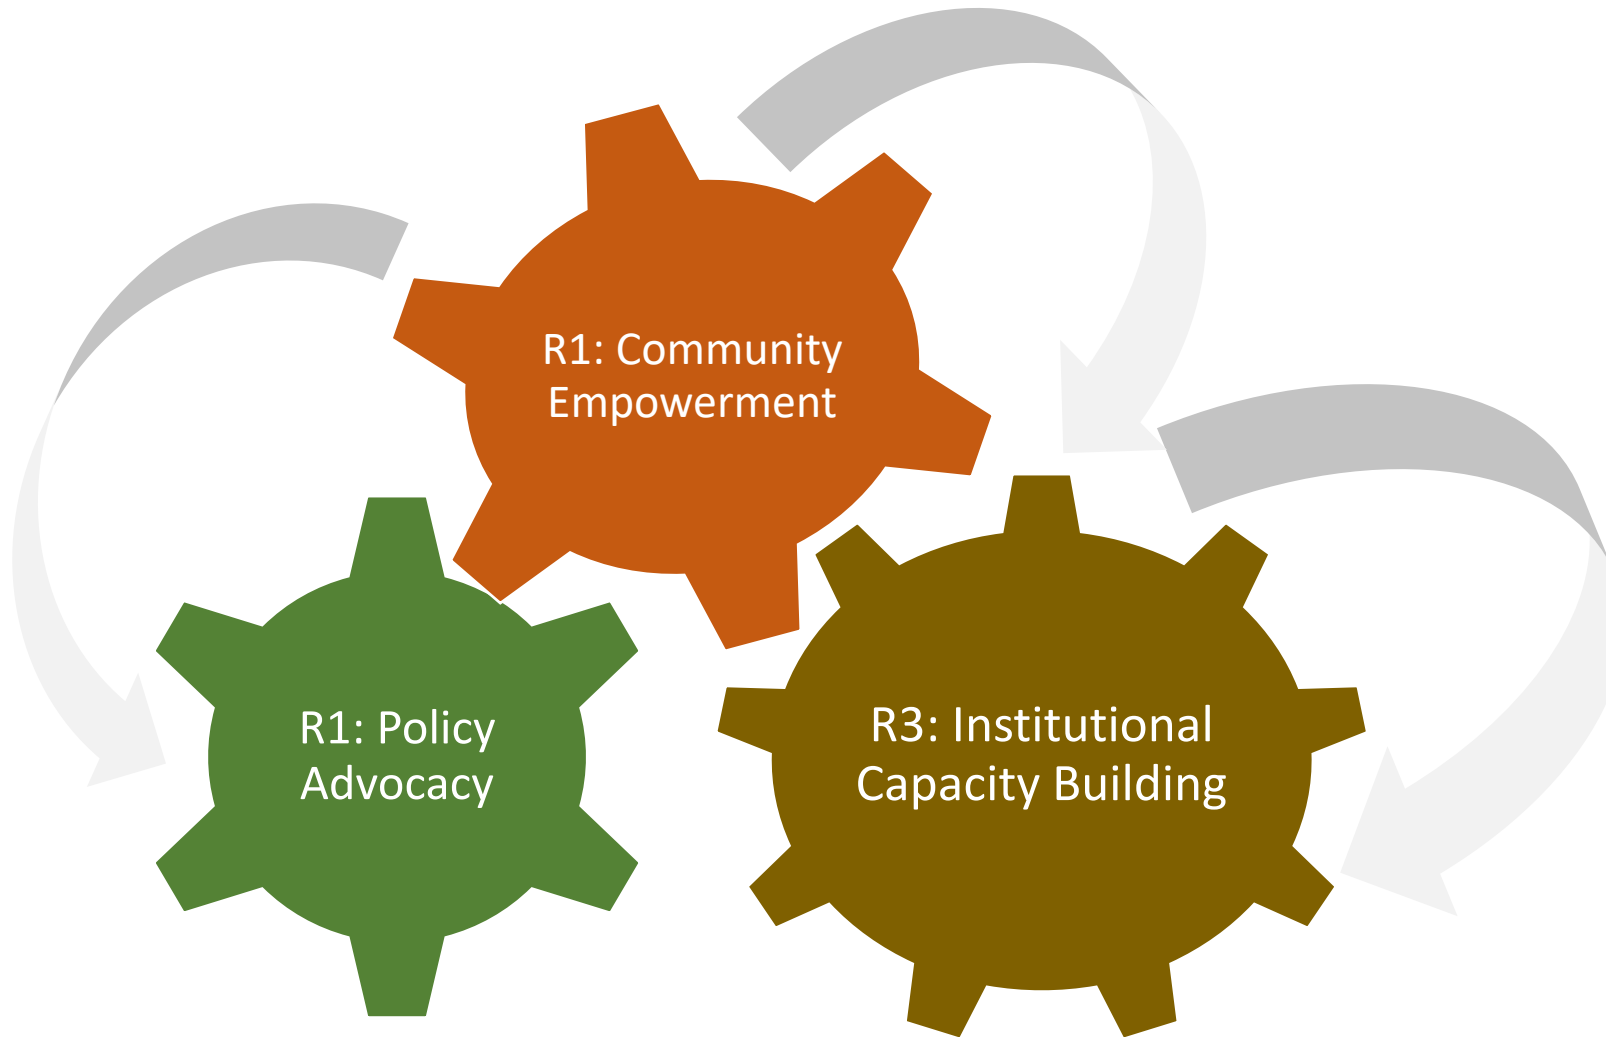 R1: Community
Empowerment
R1: Policy
Advocacy
R3: Institutional
Capacity Building